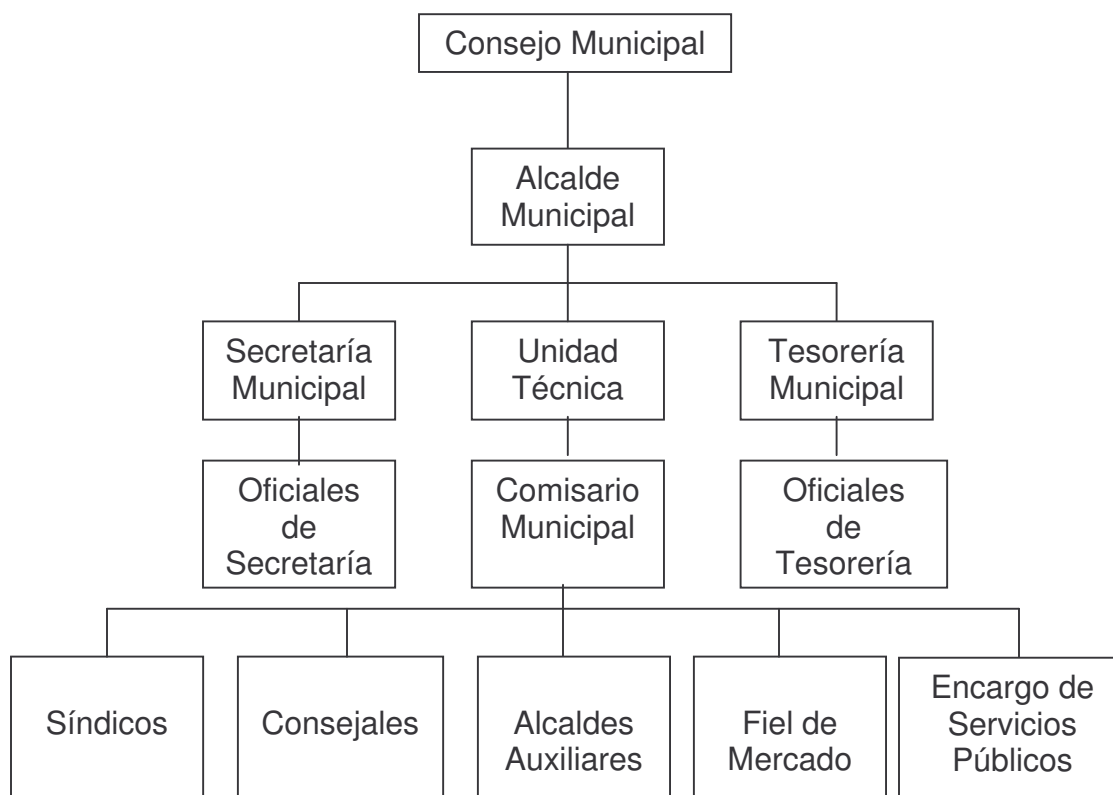 Consejo Municipal
Alcalde
Municipal
Secretaría
Municipal
Unidad
Técnica
Tesorería
Municipal
Oficiales
de
Secretaría
Comisario
Municipal
Oficiales
de
Tesorería
Síndicos
Consejales
Alcaldes
Auxiliares
Fiel de
Mercado
Encargo de
Servicios
Públicos